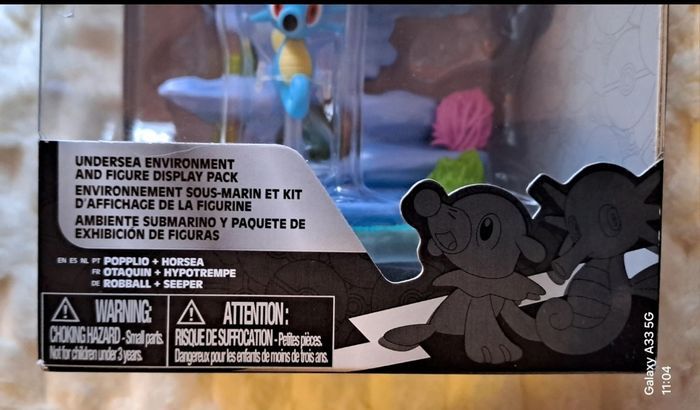 UNDERSEA ENVIRONMENT
AND FIGURE DISPLAY PACK
ENVIRONNEMENT SOUS-MARIN ET KIT
D'AFFICHAGE DE LA FIGURINE
AMBIENTE SUBMARINO Y PAQUETE DE
EXHIBICIÓN DE FIGURAS
EN ES NL PT POPPLIO + HORSEA
FR OTAQUIN + HYPOTREMPE
DE ROBBALL + SEEPER
WARNING:
CHOKING HAZARD - Small parts.
Not for children under 3 years.
ATTENTION :
RISQUE DE SUFFOCATION - Petites pièces.
Dangereux pour les enfants de moins de trois ans.
Galaxy A33 5G
11:04